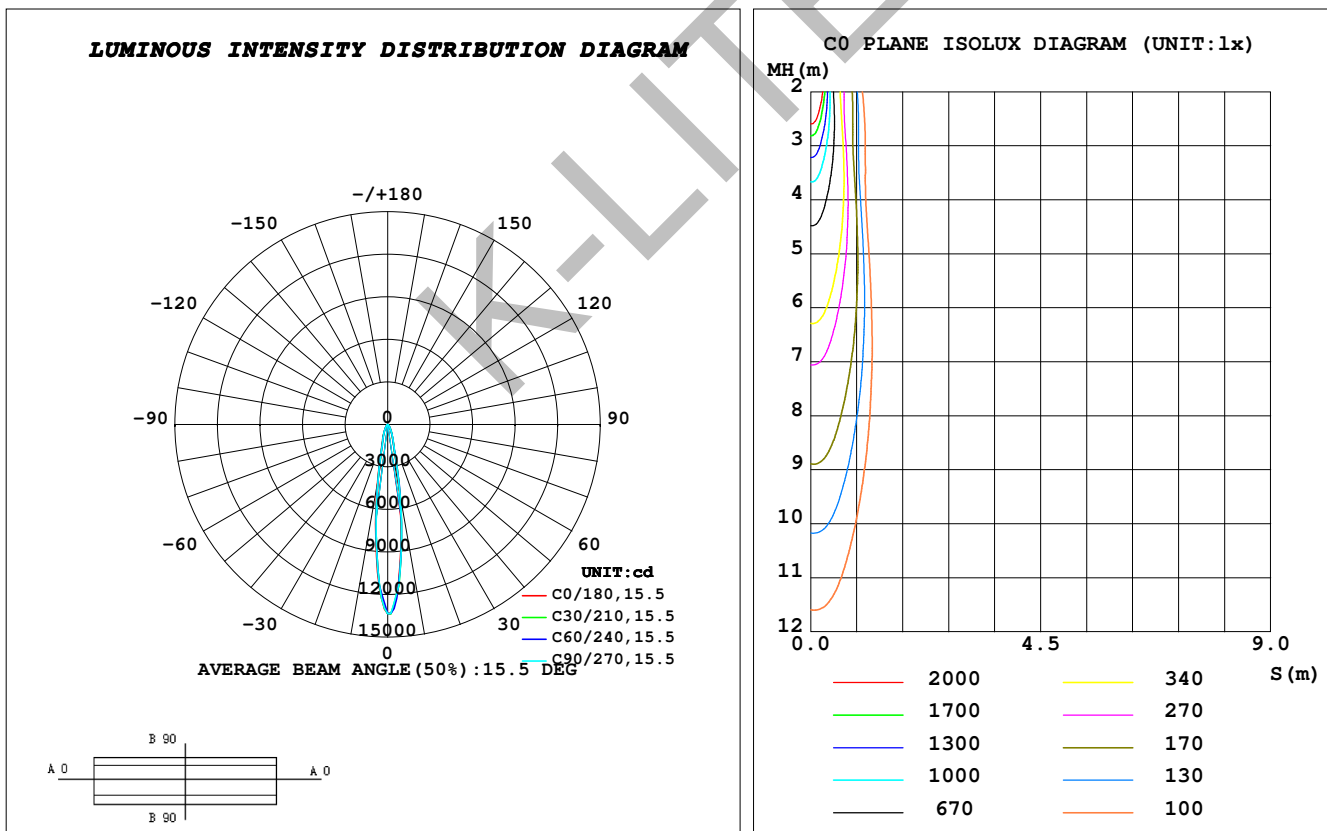 LUMINOUS INTENSITY DISTRIBUTION DIAGRAM
-/+180
-150
150
-120
120
-90
90
-60
60
-30
30
0
0
3000
6000
9000
12000
15000
UNIT:cd
C0/180,15.5
C30/210,15.5
C60/240,15.5
C90/270,15.5
AVERAGE BEAM ANGLE(50%):15.5 DEG
B 90
A 0
A 0
B 90
K-LITE
C0 PLANE ISOLUX DIAGRAM (UNIT:lx)
MH(m)
2
3
4
5
6
7
8
9
10
11
12
0.0
4.5
9.0
S(m)
2000
340
1700
270
1300
170
1000
130
670
100